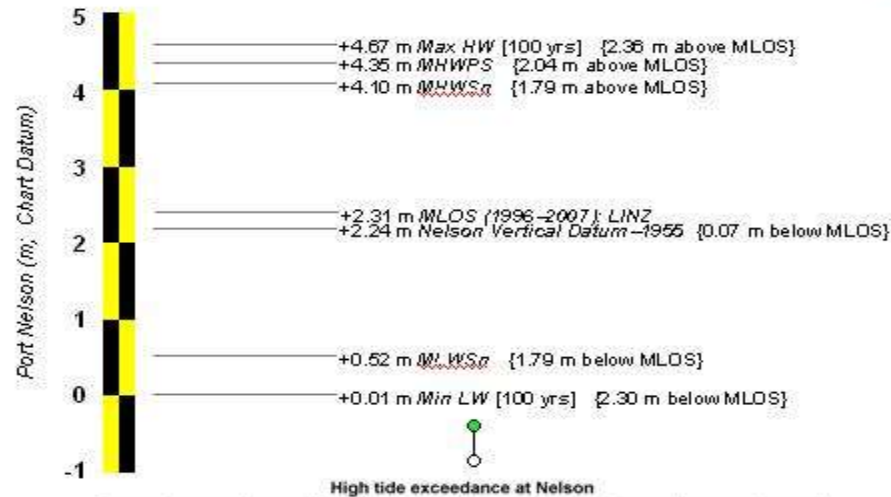 5
+4.67 m Max HW [100 yrs] {2.36 m above MLOS}
+4.35 m MHWPS {2.04 m above MLOS}
+4.10 m MHWSn {1.79 m above MLOS}
4
Port Nelson (m; Chart Datum)
3
+2.31 m MLOS (1996–2007); LINZ
+2.24 m Nelson Vertical Datum–1955 {0.07 m below MLOS}
2
1
+0.52 m MLWSn {1.79 m below MLOS}
0
+0.01 m Min LW [100 yrs] {2.30 m below MLOS}
-1
High tide exceedance at Nelson